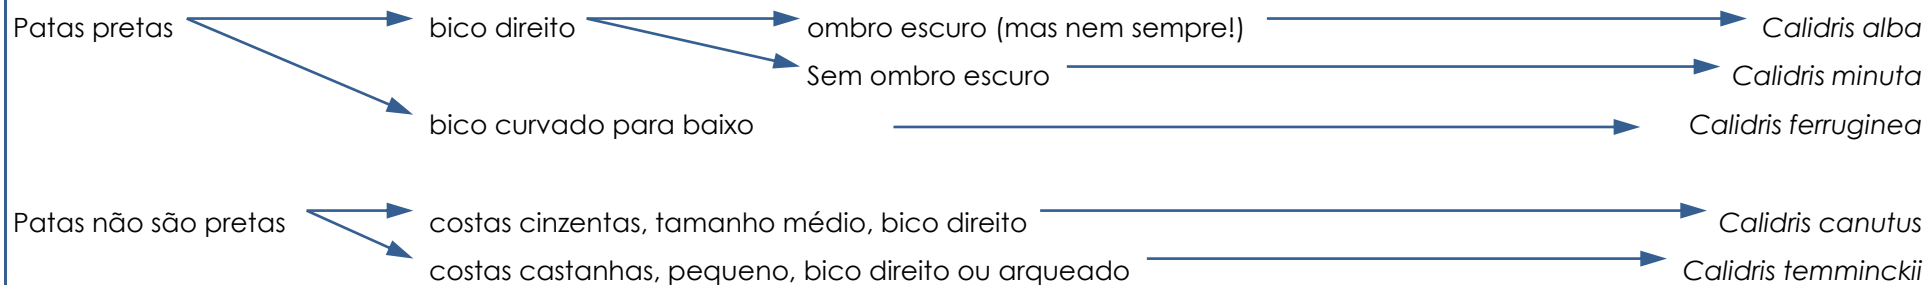 Patas pretas bico direito ombro escuro (mas nem sempre!) Calidris alba
Sem ombro escuro Calidris minuta
bico curvado para baixo Calidris ferruginea
Patas não são pretas costas cinzentas, tamanho médio, bico direito Calidris canutus
costas castanhas, pequeno, bico direito ou arqueado Calidris temminckii